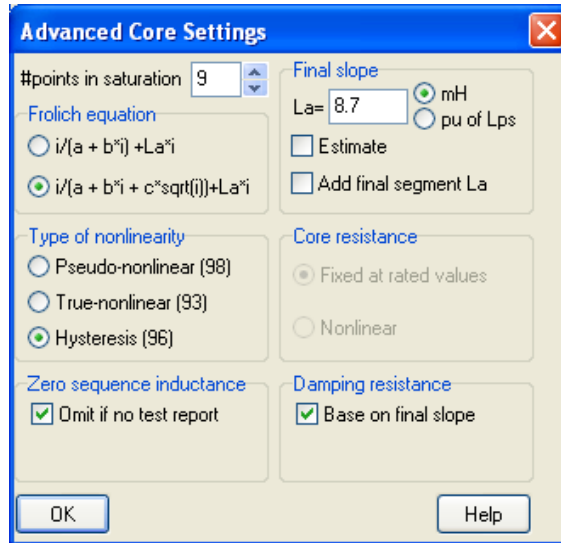 Advanced Core Settings
#points in saturation 9
Final slope
La= 8.7
mH
pu of Lps
Estimate
Add final segment La
Frolich equation
i/(a + b*i) +La*i
i/(a + b*i + c*sqrt(i))+La*i
Type of nonlinearity
Pseudo-nonlinear (98)
True-nonlinear (93)
Hysteresis (96)
Core resistance
Fixed at rated values
Nonlinear
Zero sequence inductance
Omit if no test report
Damping resistance
Base on final slope
OK
Help